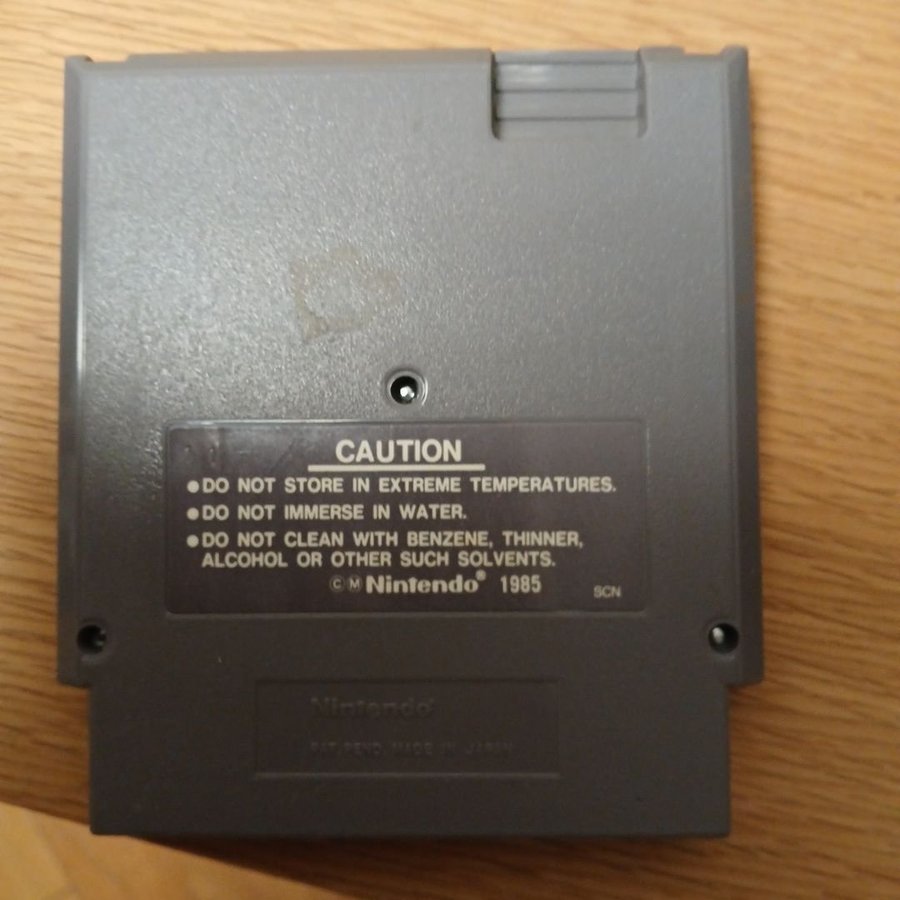 CAUTION
●DO NOT STORE IN EXTREME TEMPERATURES.
●DO NOT IMMERSE IN WATER.
●DO NOT CLEAN WITH BENZENE, THINNER,
ALCOHOL OR OTHER SUCH SOLVENTS.
ⒸⓂ Nintendo® 1985
SCN
Nintendo®
PAT. PEND. MADE IN JAPAN